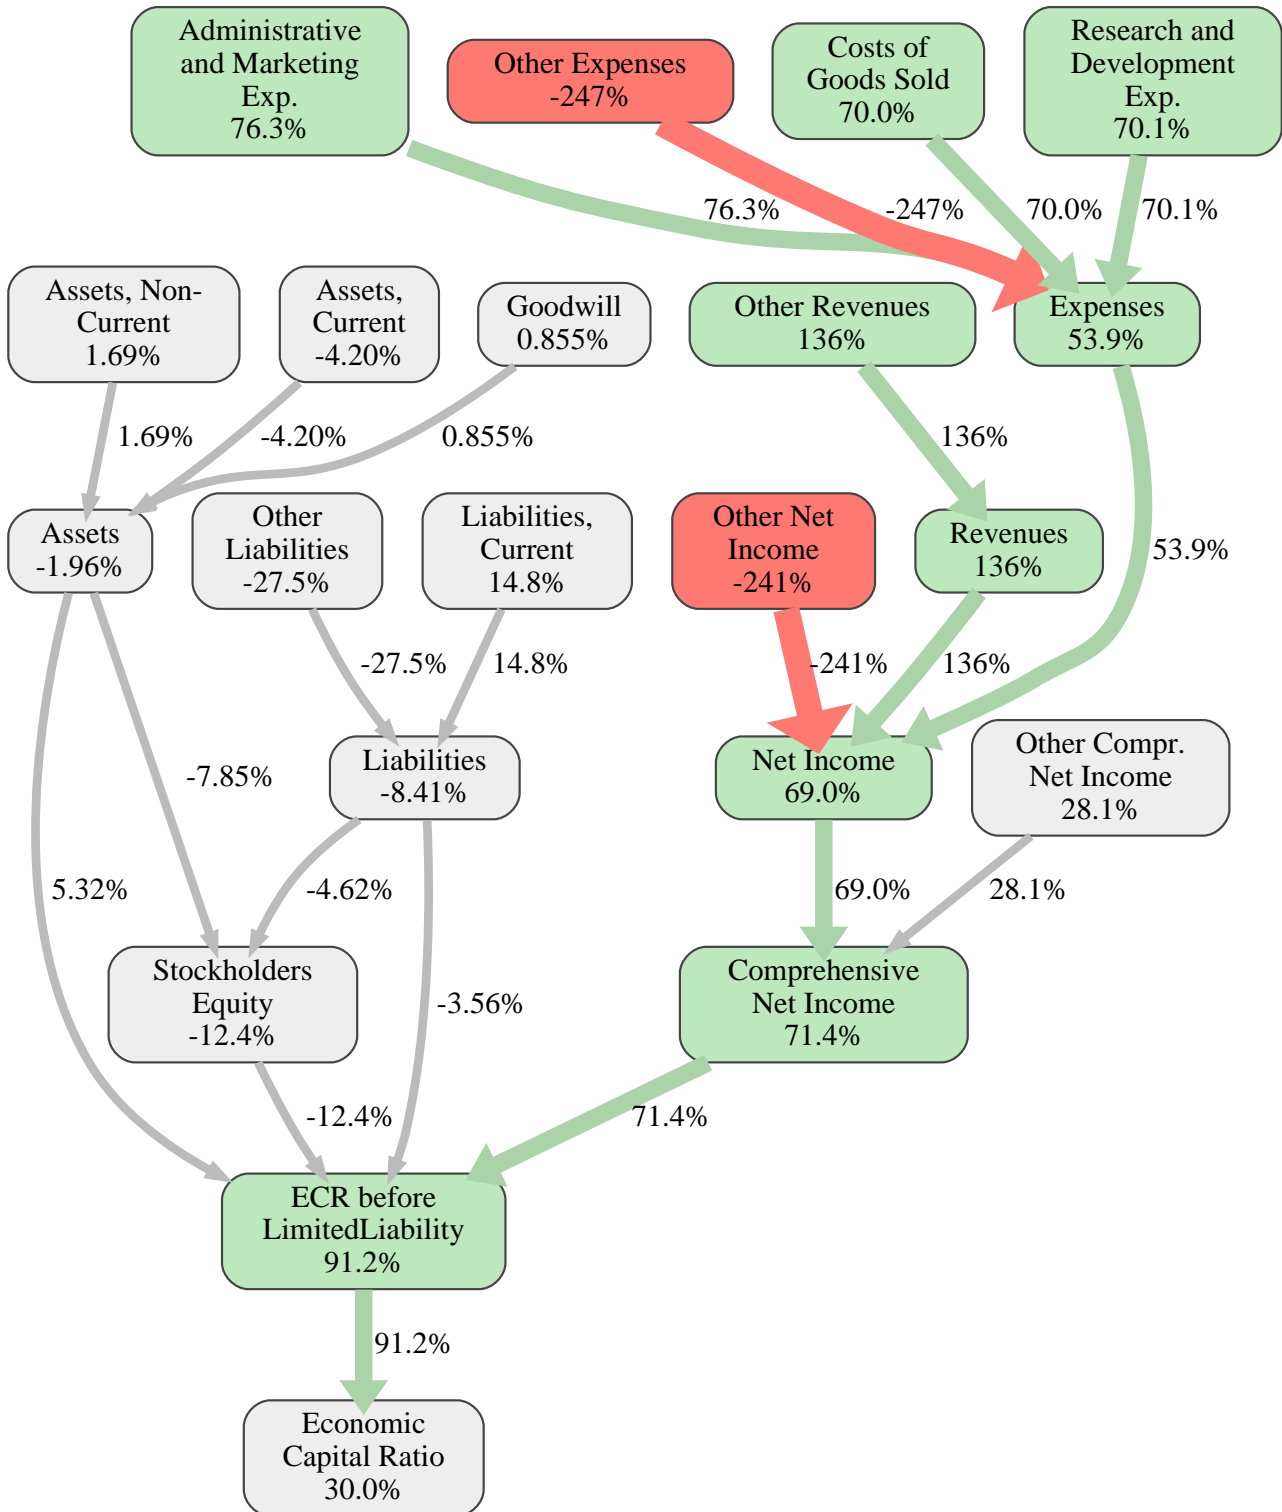 Administrative
and Marketing
Exp.
76.3%
Other Expenses
-247%
Costs of
Goods Sold
70.0%
Research and
Development
Exp.
70.1%
76.3%
-247%
70.0%
70.1%
Assets, Non-
Current
1.69%
Assets,
Current
-4.20%
Goodwill
0.855%
Other Revenues
136%
Expenses
53.9%
1.69%
-4.20%
0.855%
136%
53.9%
Assets
-1.96%
Other
Liabilities
-27.5%
Liabilities,
Current
14.8%
Other Net
Income
-241%
Revenues
136%
-27.5%
14.8%
-241%
136%
-7.85%
Liabilities
-8.41%
Net Income
69.0%
Other Compr.
Net Income
28.1%
5.32%
-4.62%
69.0%
28.1%
Stockholders
Equity
-12.4%
-3.56%
Comprehensive
Net Income
71.4%
-12.4%
71.4%
ECR before
LimitedLiability
91.2%
91.2%
Economic
Capital Ratio
30.0%